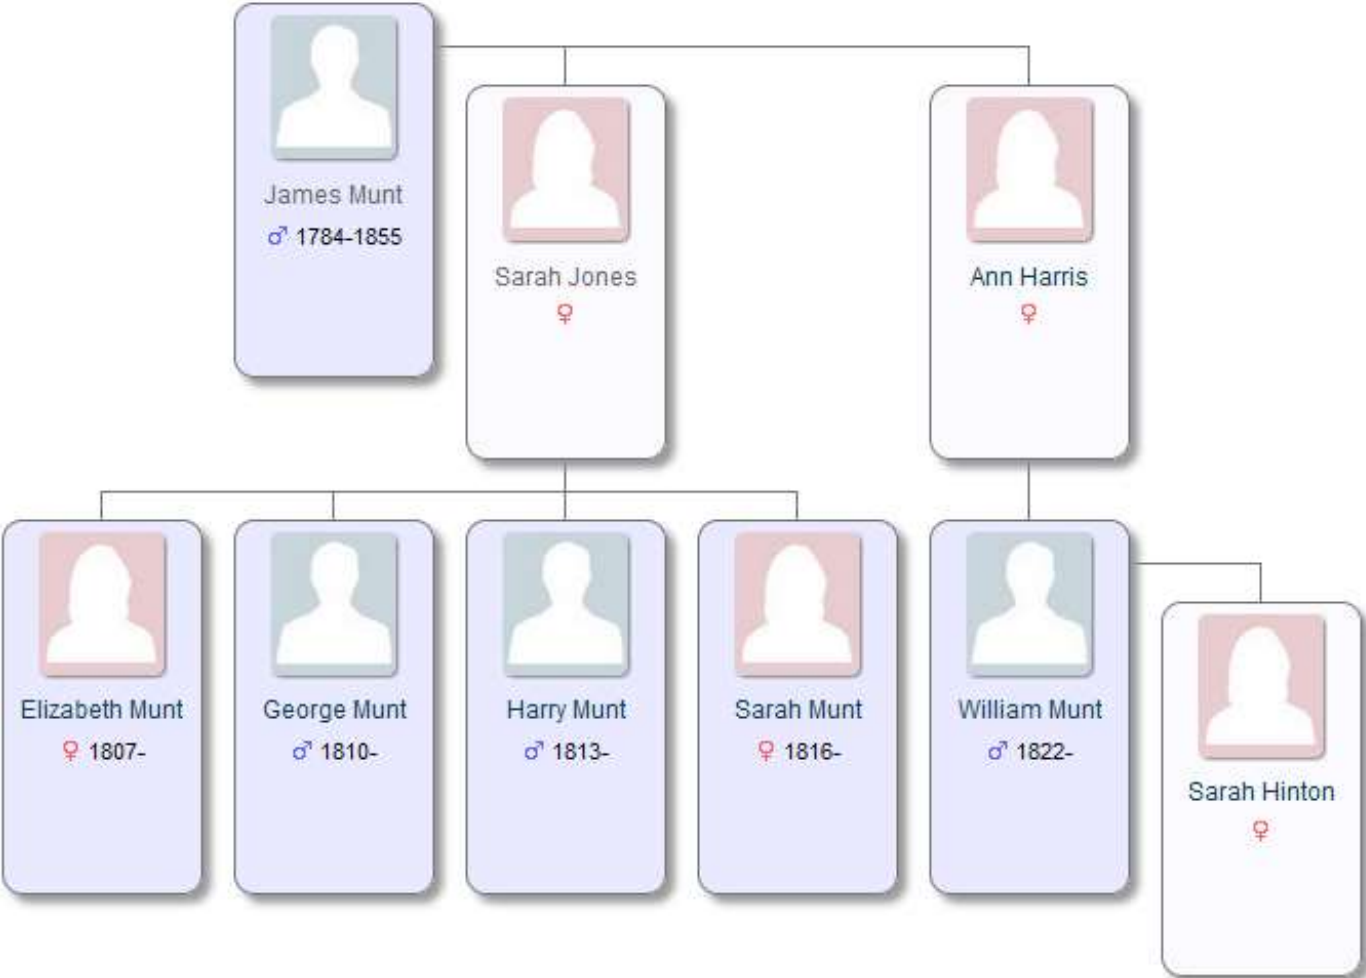 James Munt
♂ 1784-1855
Sarah Jones
♀
Ann Harris
♀
Elizabeth Munt
♀ 1807-
George Munt
♂ 1810-
Harry Munt
♂ 1813-
Sarah Munt
♀ 1816-
William Munt
♂ 1822-
Sarah Hinton
♀